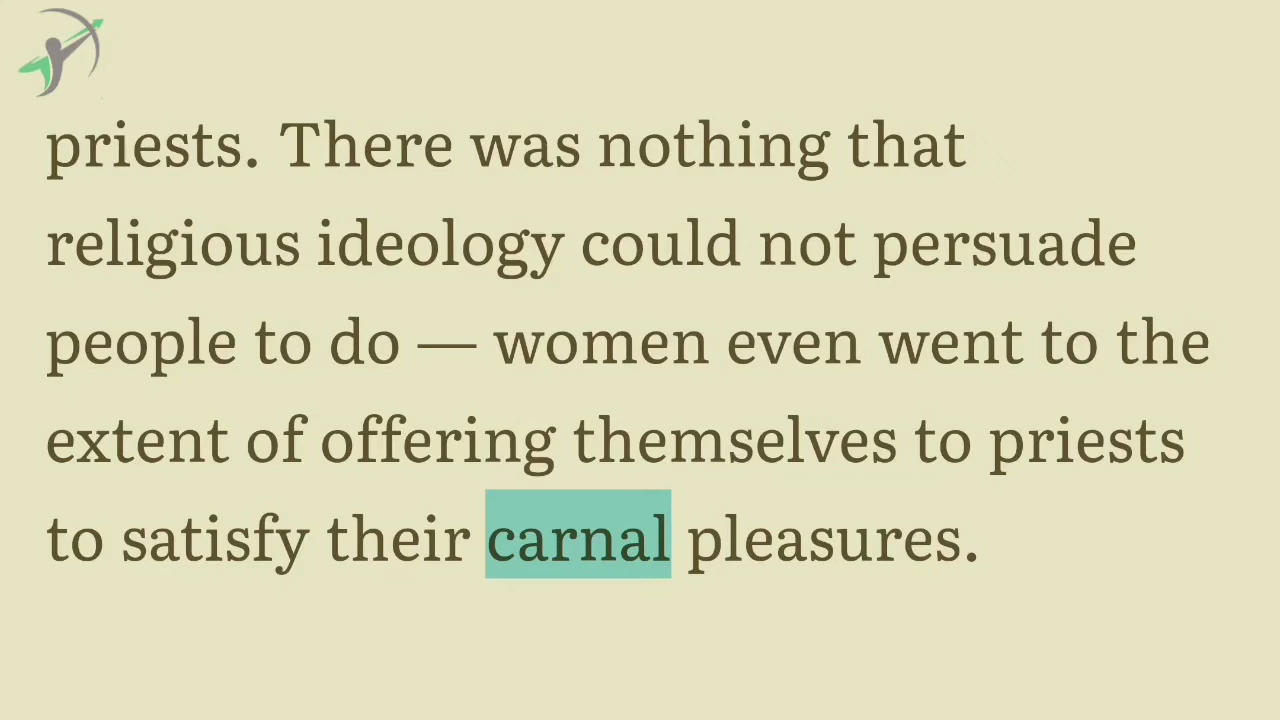 priests. There was nothing that
religious ideology could not persuade
people to do — women even went to the
extent of offering themselves to priests
to satisfy their carnal pleasures.